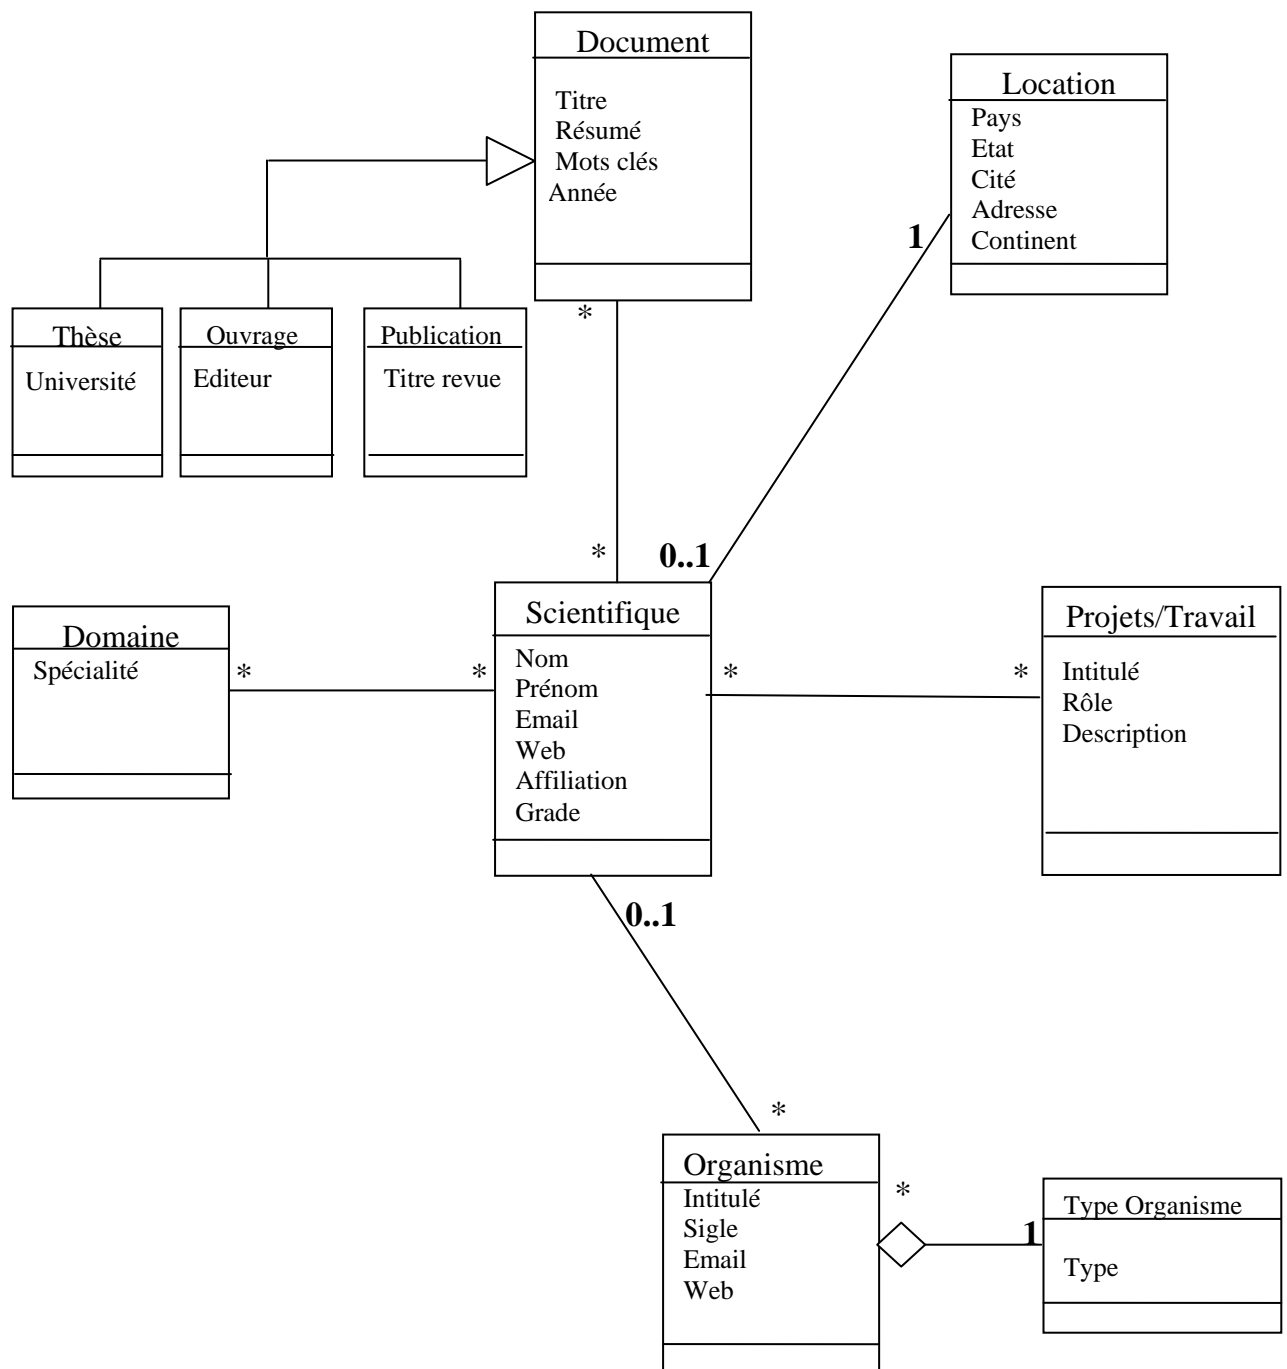 Document
Titre
Résumé
Mots clés
Année
Location
Pays
Etat
Cité
Adresse
Continent
1
*
Thèse
Université
Ouvrage
Editeur
Publication
Titre revue
*
0..1
Domaine
Spécialité
*
*
Scientifique
Nom
Prénom
Email
Web
Affiliation
Grade
*
*
Projets/Travail
Intitulé
Rôle
Description
0..1
*
Organisme
Intitulé
Sigle
Email
Web
*
1
Type Organisme
Type